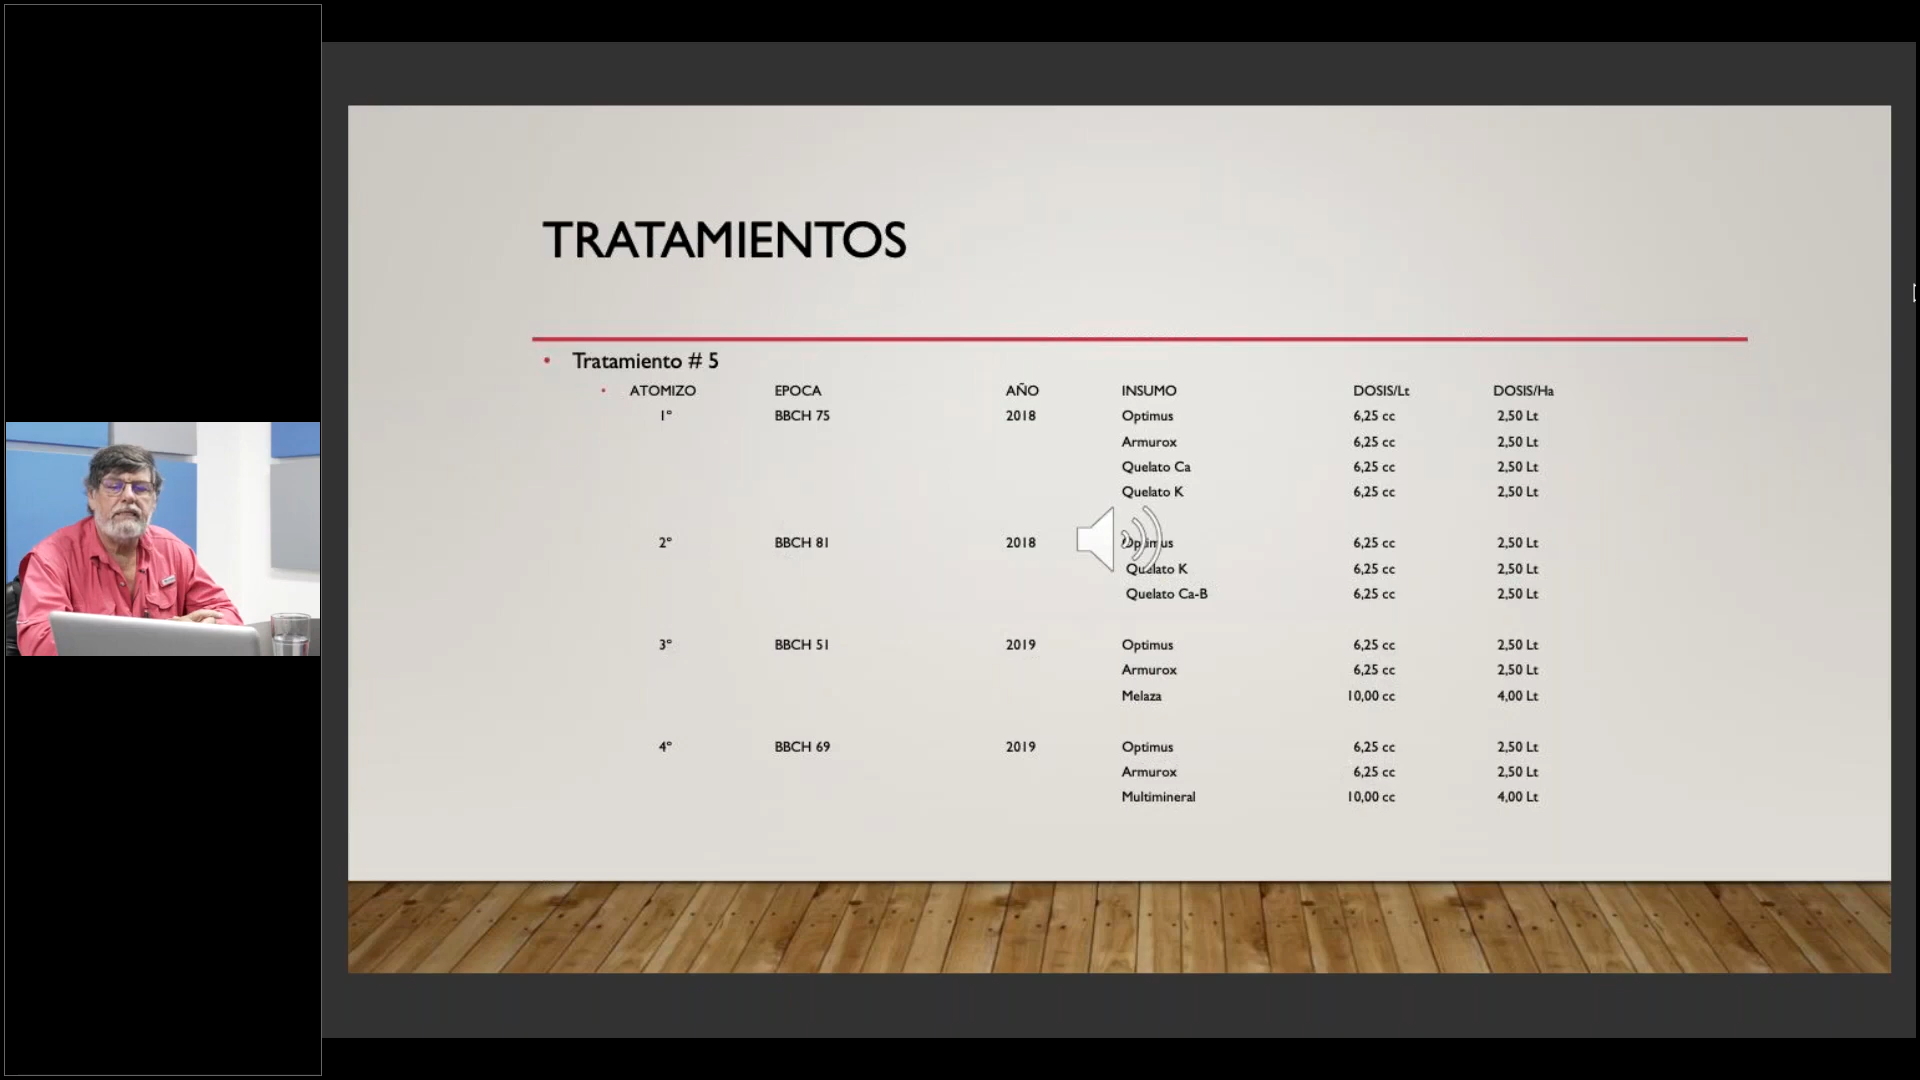 TRATAMIENTOS
• Tratamiento # 5
• ATOMIZO EPOCA AÑO INSUMO DOSIS/Lt DOSIS/Ha
1° BBCH 75 2018 Optimus 6,25 cc 2,50 Lt
Armurox 6,25 cc 2,50 Lt
Quelato Ca 6,25 cc 2,50 Lt
Quelato K 6,25 cc 2,50 Lt
2° BBCH 81 2018 Optimus 6,25 cc 2,50 Lt
Quelato K 6,25 cc 2,50 Lt
Quelato Ca-B 6,25 cc 2,50 Lt
3° BBCH 51 2019 Optimus 6,25 cc 2,50 Lt
Armurox 6,25 cc 2,50 Lt
Melaza 10,00 cc 4,00 Lt
4° BBCH 69 2019 Optimus 6,25 cc 2,50 Lt
Armurox 6,25 cc 2,50 Lt
Multimineral 10,00 cc 4,00 Lt